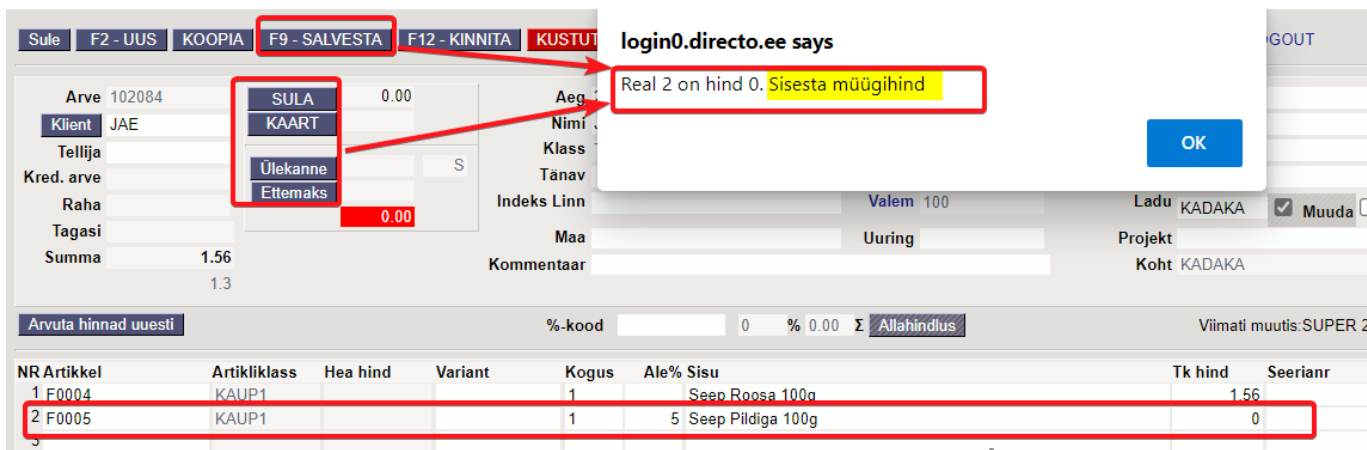 Sule F2 - UUS KOOPIA F9 - SALVESTA F12 - KINNITA KUSTUT
login0.directo.ee says
Real 2 on hind 0. Sisesta müügihind
OK
GOUT
Arve 102084 SULA 0.00 Aeg
Klient JAE KAART Nimi
Tellija Klass
Kred. arve Ülekanne S Tänav
Raha Ettemaks 0.00 Indeks Linn Valem 100 Ladu KADAKA Muuda
Tagasi Maa Uuring Projekt
Summa 1.56 Kommentaar Koht KADAKA
1.3
Arvuta hinnad uuesti %-kood 0 % 0.00 Σ Allahindlus Viimati muutis:SUPER 2
NR Artikkel Artikliklass Hea hind Variant Kogus Ale% Sisu Tk hind Seerianr
1 F0004 KAUP1 1 Seep Roosa 100g 1.56
2 F0005 KAUP1 1 5 Seep Pildiga 100g 0
3